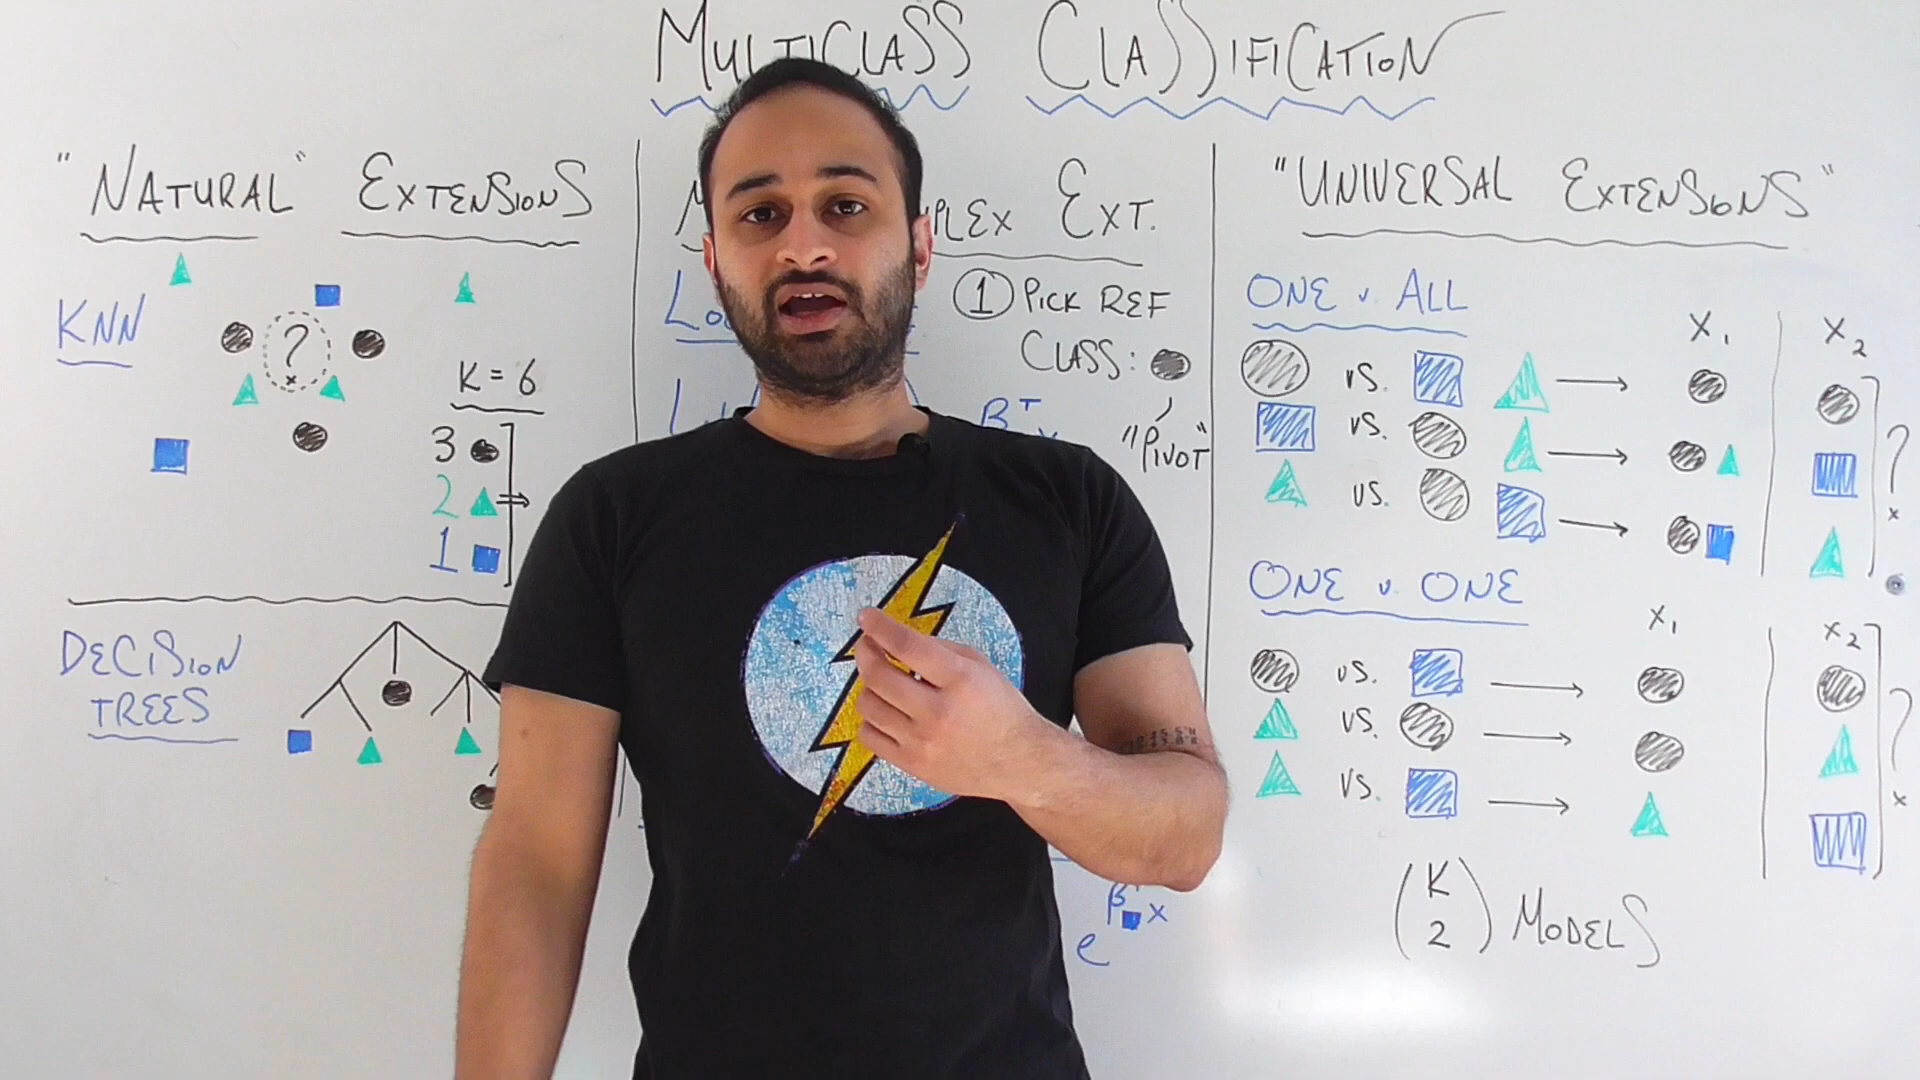 MULTICLASS CLASSIFICATION
"NATURAL" EXTENSIONS
KNN
?
K = 6
3
2
1
DECISION
TREES
EXT.
① PICK REF
CLASS:
"PIVOT"
β^T x
e^β^T x
"UNIVERSAL EXTENSIONS"
ONE v. ALL
X₁ X₂
vs.
vs.
vs.
?
ONE v. ONE
X₁ X₂
vs.
vs.
vs.
?
(K 2) MODELS